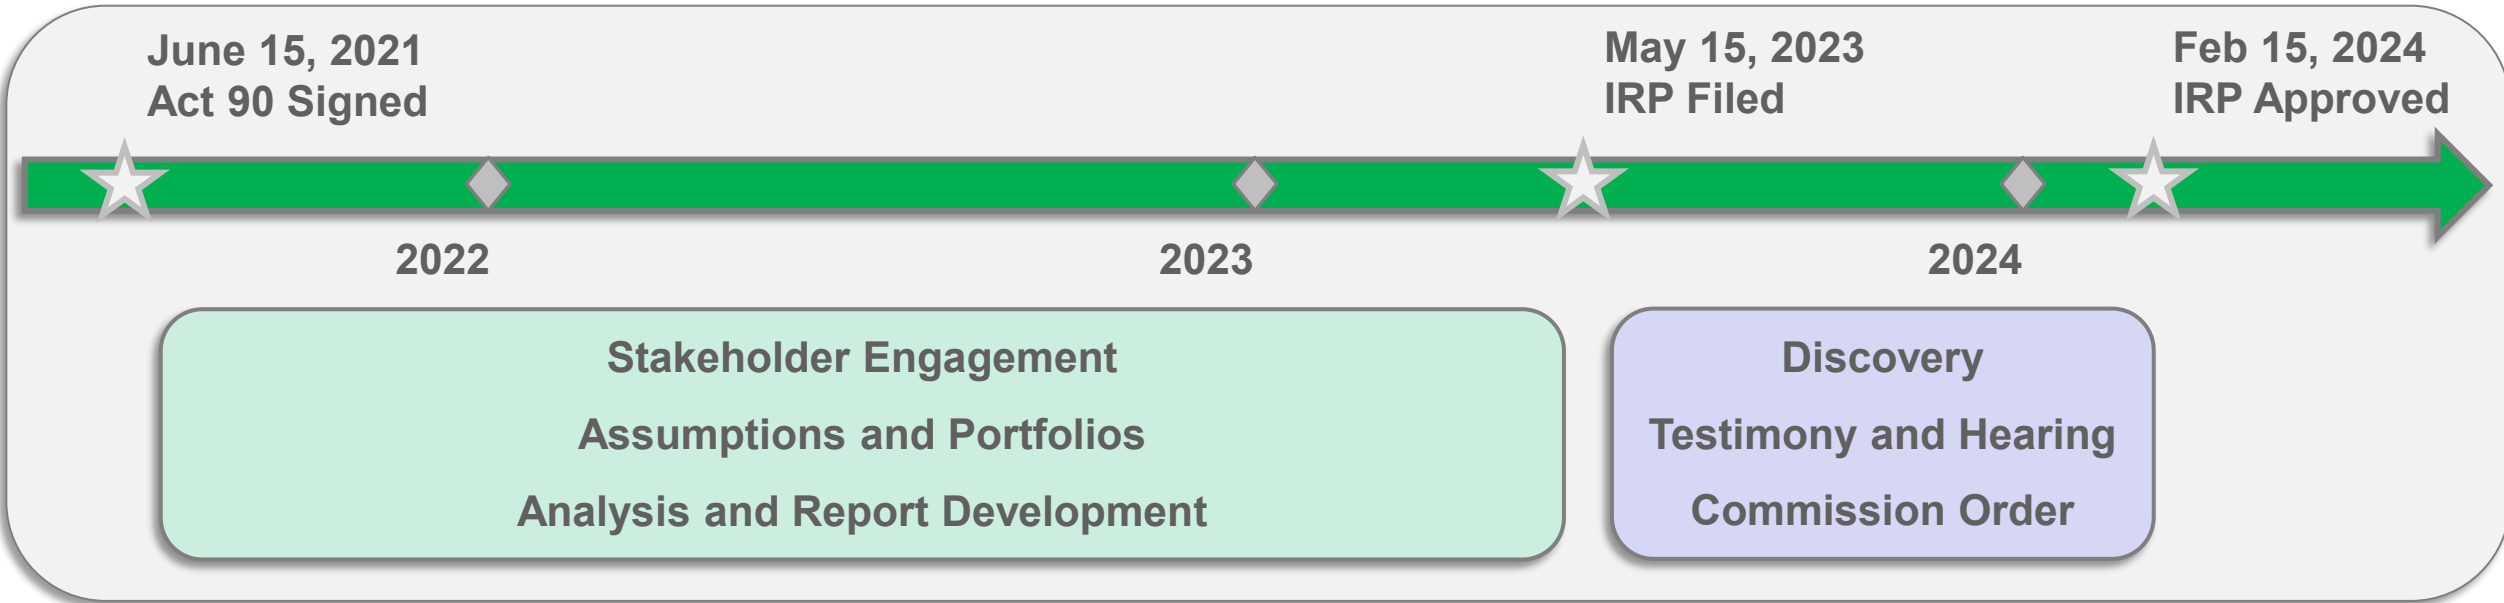 June 15, 2021
Act 90 Signed
May 15, 2023
IRP Filed
Feb 15, 2024
IRP Approved
2022
2023
2024
Stakeholder Engagement
Assumptions and Portfolios
Analysis and Report Development
Discovery
Testimony and Hearing
Commission Order